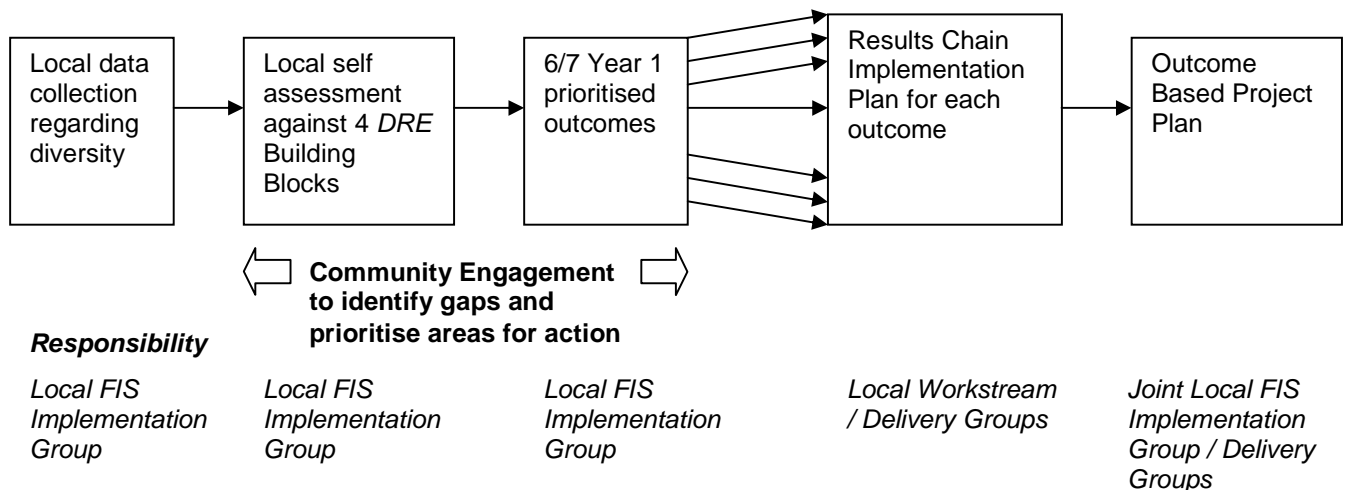 Local data
collection
regarding
diversity
Local self
assessment
against 4 DRE
Building
Blocks
6/7 Year 1
prioritised
outcomes
Results Chain
Implementation
Plan for each
outcome
Outcome
Based Project
Plan
Community Engagement
to identify gaps and
prioritise areas for action
Responsibility
Local FIS
Implementation
Group
Local FIS
Implementation
Group
Local FIS
Implementation
Group
Local Workstream
/ Delivery Groups
Joint Local FIS
Implementation
Group / Delivery
Groups